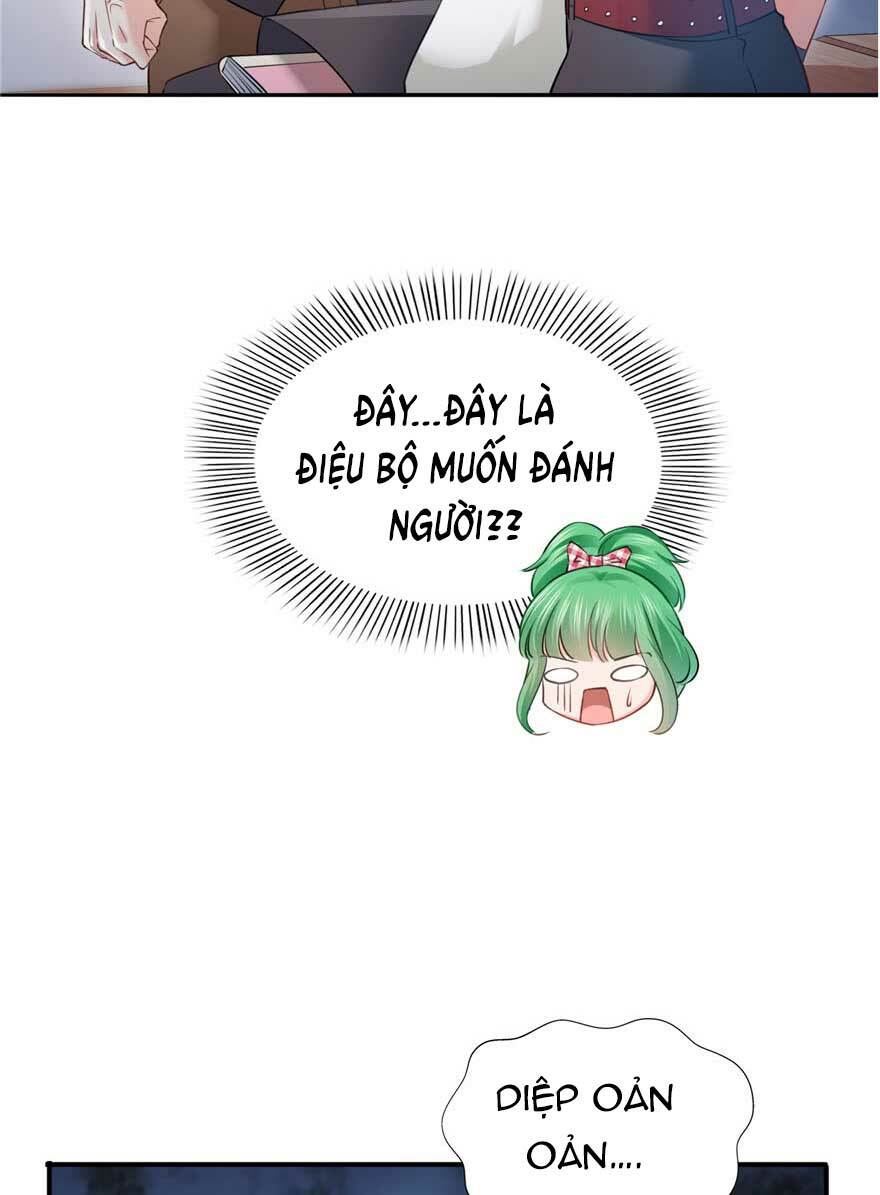 ĐÂY...ĐÂY LÀ
ĐIỆU BỘ MUỐN ĐÁNH
NGƯỜI??
DIỆP OẢN
OẢN....